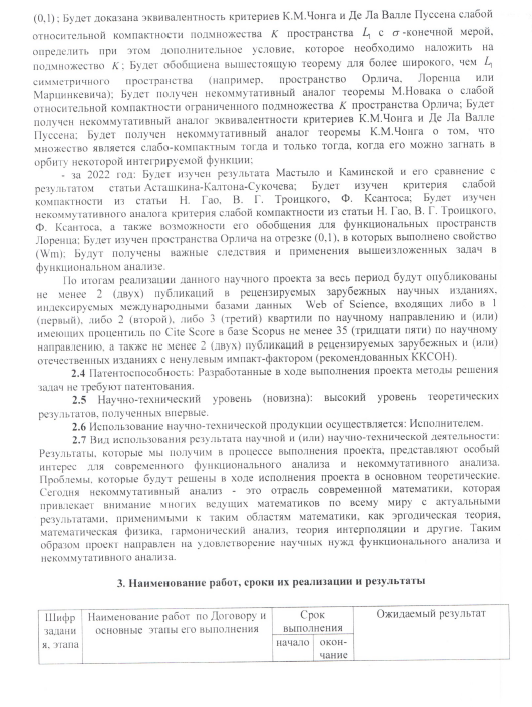 (0,1); Будет доказана эквивалентность критериев К.М.Чонга и Де Ла Валле Пуссена слабой
относительной компактности подмножества K пространства L₁ с σ -конечной мерой,
определить при этом дополнительное условие, которое необходимо наложить на
подмножество K; Будет обобщена вышестоящую теорему для более широкого, чем L₁
симметричного пространства (например, пространство Орлича, Лоренца или
Марцинкевича); Будет получен некоммутативный аналог теоремы М.Новака о слабой
относительной компактности ограниченного подмножества K пространства Орлича; Будет
получен некоммутативный аналог эквивалентности критериев К.М.Чонга и Де Ла Валле
Пуссена; Будет получен некоммутативный аналог теоремы К.М.Чонга о том, что
множество является слабо-компактным тогда и только тогда, когда его можно загнать в
орбиту некоторой интегрируемой функции;
- за 2022 год: Будет изучен результата Мастыло и Каминской и его сравнение с
результатом статьи Асташкина-Калтона-Сукочева; Будет изучен критерия слабой
компактности из статьи Н. Гао, В. Г. Троицкого, Ф. Ксантоса; Будет изучен
некоммутативного аналога критерия слабой компактности из статьи Н. Гао, В. Г. Троицкого,
Ф. Ксантоса, а также возможности его обобщения для функциональных пространств
Лоренца; Будет изучен пространства Орлича на отрезке (0,1), в которых выполнено свойство
(Wm); Будут получены важные следствия и применения вышеизложенных задач в
функциональном анализе.
По итогам реализации данного научного проекта за весь период будут опубликованы
не менее 2 (двух) публикаций в рецензируемых зарубежных научных изданиях,
индексируемых международными базами данных Web of Science, входящих либо в 1
(первый), либо 2 (второй), либо 3 (третий) квартили по научному направлению и (или)
имеющих процентиль по Cite Score в базе Scopus не менее 35 (тридцати пяти) по научному
направлению, а также не менее 2 (двух) публикаций в рецензируемых зарубежных и (или)
отечественных изданиях с ненулевым импакт-фактором (рекомендованных ККСОН).
2.4 Патентоспособность: Разработанные в ходе выполнения проекта методы решения
задач не требуют патентования.
2.5 Научно-технический уровень (новизна): высокий уровень теоретических
результатов, полученных впервые.
2.6 Использование научно-технической продукции осуществляется: Исполнителем.
2.7 Вид использования результата научной и (или) научно-технической деятельности:
Результаты, которые мы получим в процессе выполнения проекта, представляют особый
интерес для современного функционального анализа и некоммутативного анализа.
Проблемы, которые будут решены в ходе исполнения проекта в основном теоретические.
Сегодня некоммутативный анализ - это отрасль современной математики, которая
привлекает внимание многих ведущих математиков по всему миру с актуальными
результатами, применимыми к таким областям математики, как эргодическая теория,
математическая физика, гармонический анализ, теория интерполяции и другие. Таким
образом проект направлен на удовлетворение научных нужд функционального анализа и
некоммутативного анализа.
3. Наименование работ, сроки их реализации и результаты
Шифр задани я, этапа
Наименование работ по Договору и основные этапы его выполнения
Срок выполнения
начало
окон- чание
Ожидаемый результат